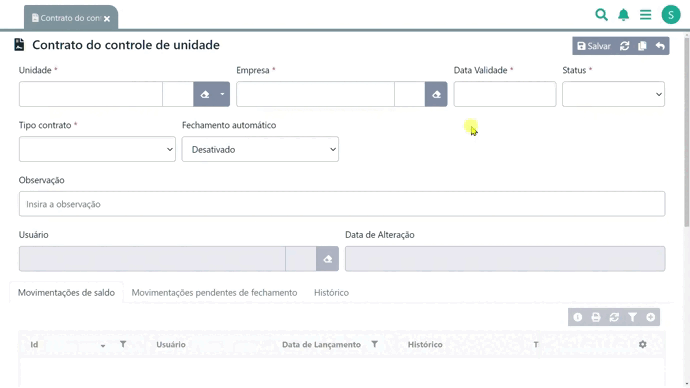 Contrato do con
S
Contrato do controle de unidade
Salvar
Unidade * Empresa * Data Validade * Status *
Tipo contrato * Fechamento automático
Desativado
Observação
Insira a observação
Usuário Data de Alteração
Movimentações de saldo Movimentações pendentes de fechamento Histórico
Id Usuário Data de Lançamento Histórico T